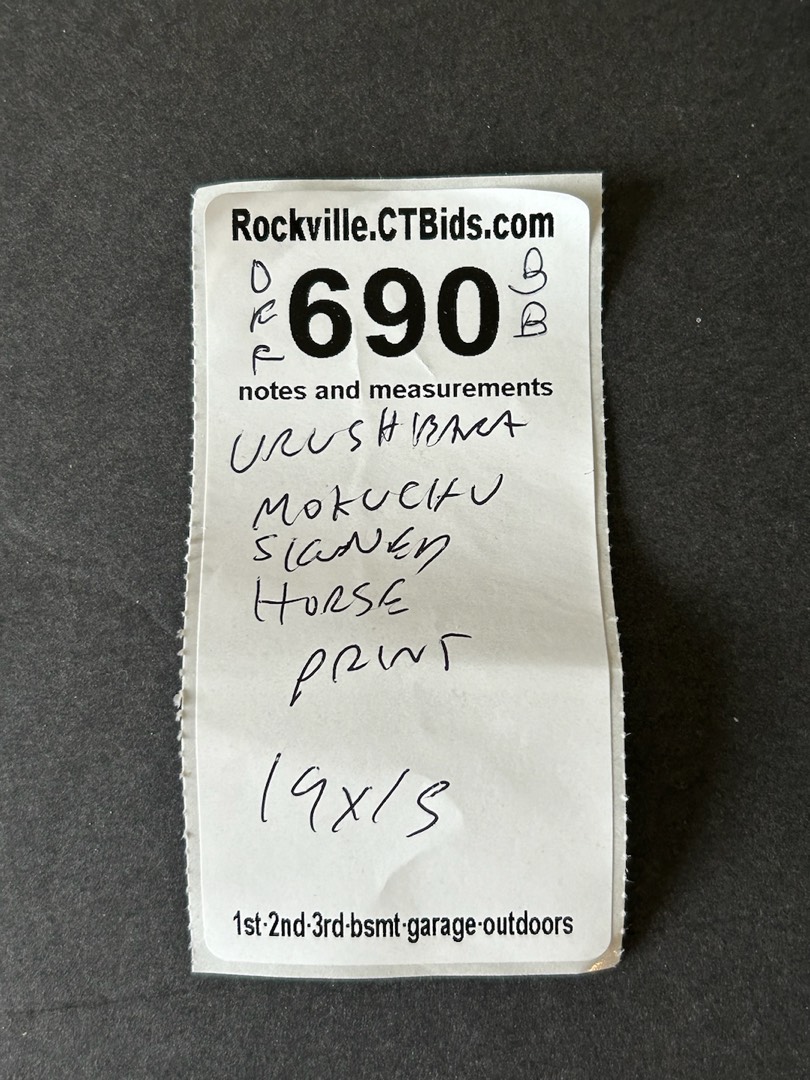 Rockville.CTBids.com
690
B
B
notes and measurements
URUSHIBARA
MOKUCHU
SIGNED
HORSE
PRINT
19x15
1st·2nd·3rd·bsmt·garage·outdoors